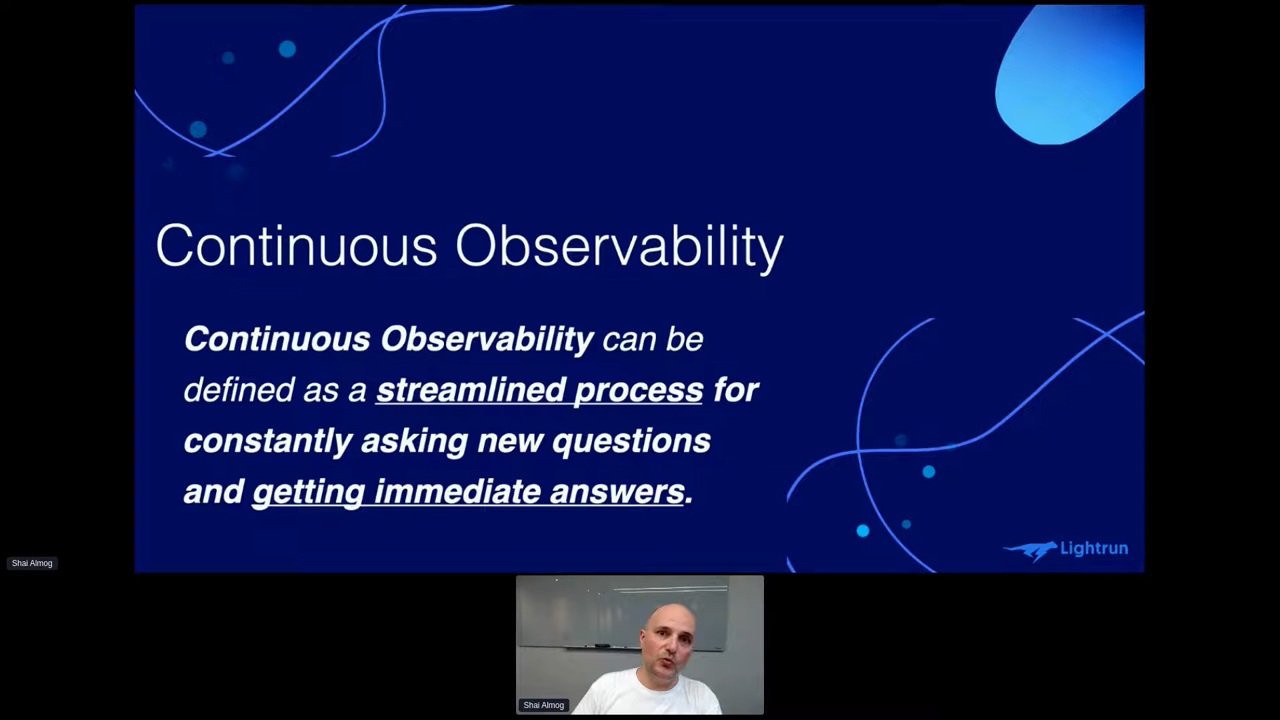 Continuous Observability
Continuous Observability can be
defined as a streamlined process for
constantly asking new questions
and getting immediate answers.
Lightrun
Shai Almog
Shai Almog